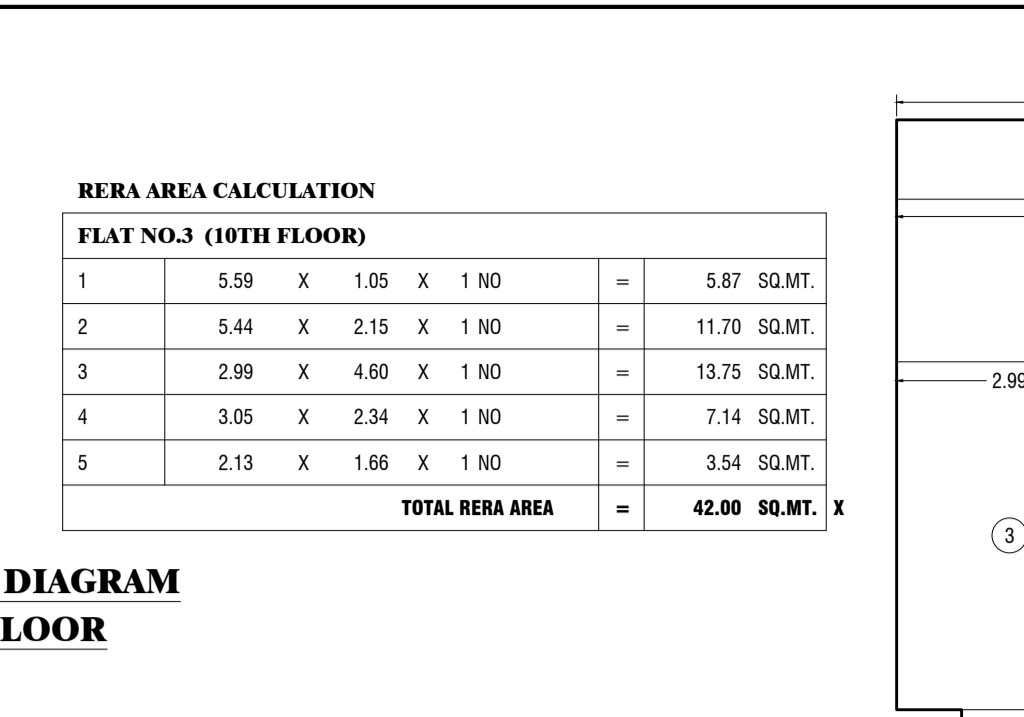 RERA AREA CALCULATION
FLAT NO.3 (10TH FLOOR)
1 5.59 X 1.05 X 1 NO = 5.87 SQ.MT.
2 5.44 X 2.15 X 1 NO = 11.70 SQ.MT.
3 2.99 X 4.60 X 1 NO = 13.75 SQ.MT.
4 3.05 X 2.34 X 1 NO = 7.14 SQ.MT.
5 2.13 X 1.66 X 1 NO = 3.54 SQ.MT.
TOTAL RERA AREA = 42.00 SQ.MT. X
DIAGRAM
LOOR
2.99
3